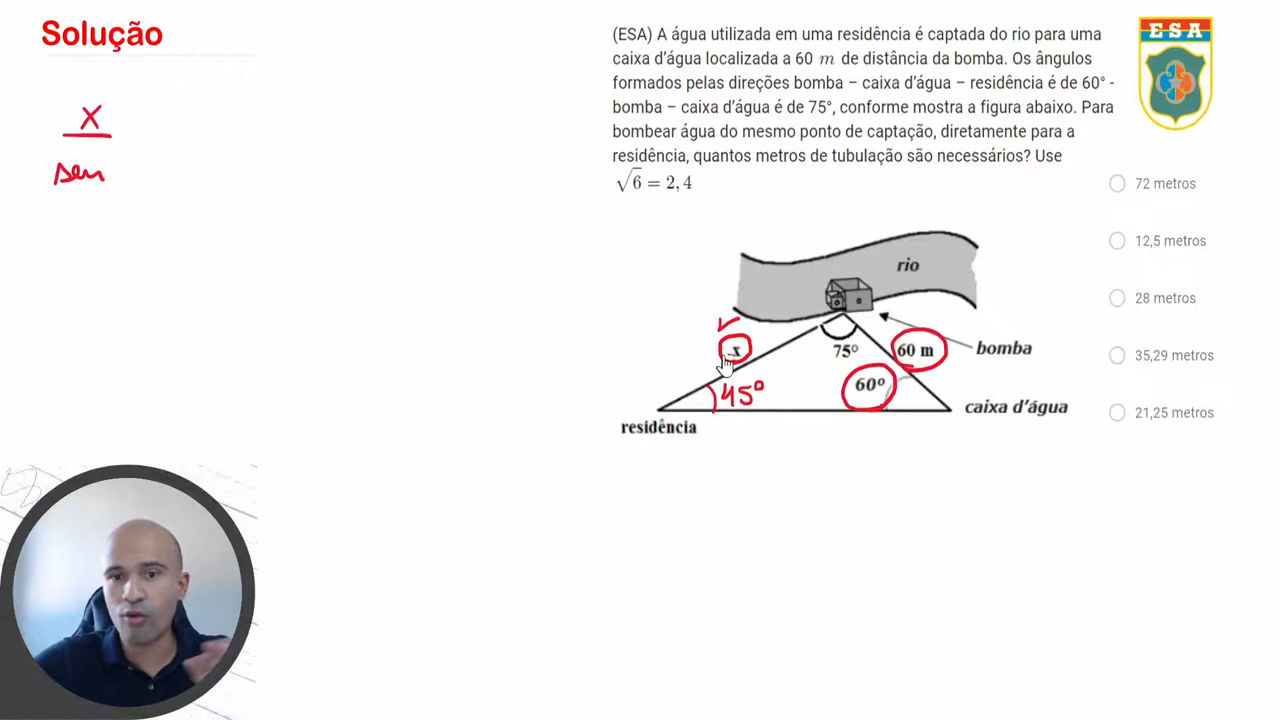 Solução
x
sen
(ESA) A água utilizada em uma residência é captada do rio para uma
caixa d'água localizada a 60 m de distância da bomba. Os ângulos
formados pelas direções bomba – caixa d'água – residência é de 60° -
bomba – caixa d'água é de 75°, conforme mostra a figura abaixo. Para
bombear água do mesmo ponto de captação, diretamente para a
residência, quantos metros de tubulação são necessários? Use
√6 = 2,4
ESA
72 metros
12,5 metros
28 metros
35,29 metros
21,25 metros
rio
x
75º
60 m
bomba
45°
60º
caixa d'água
residência